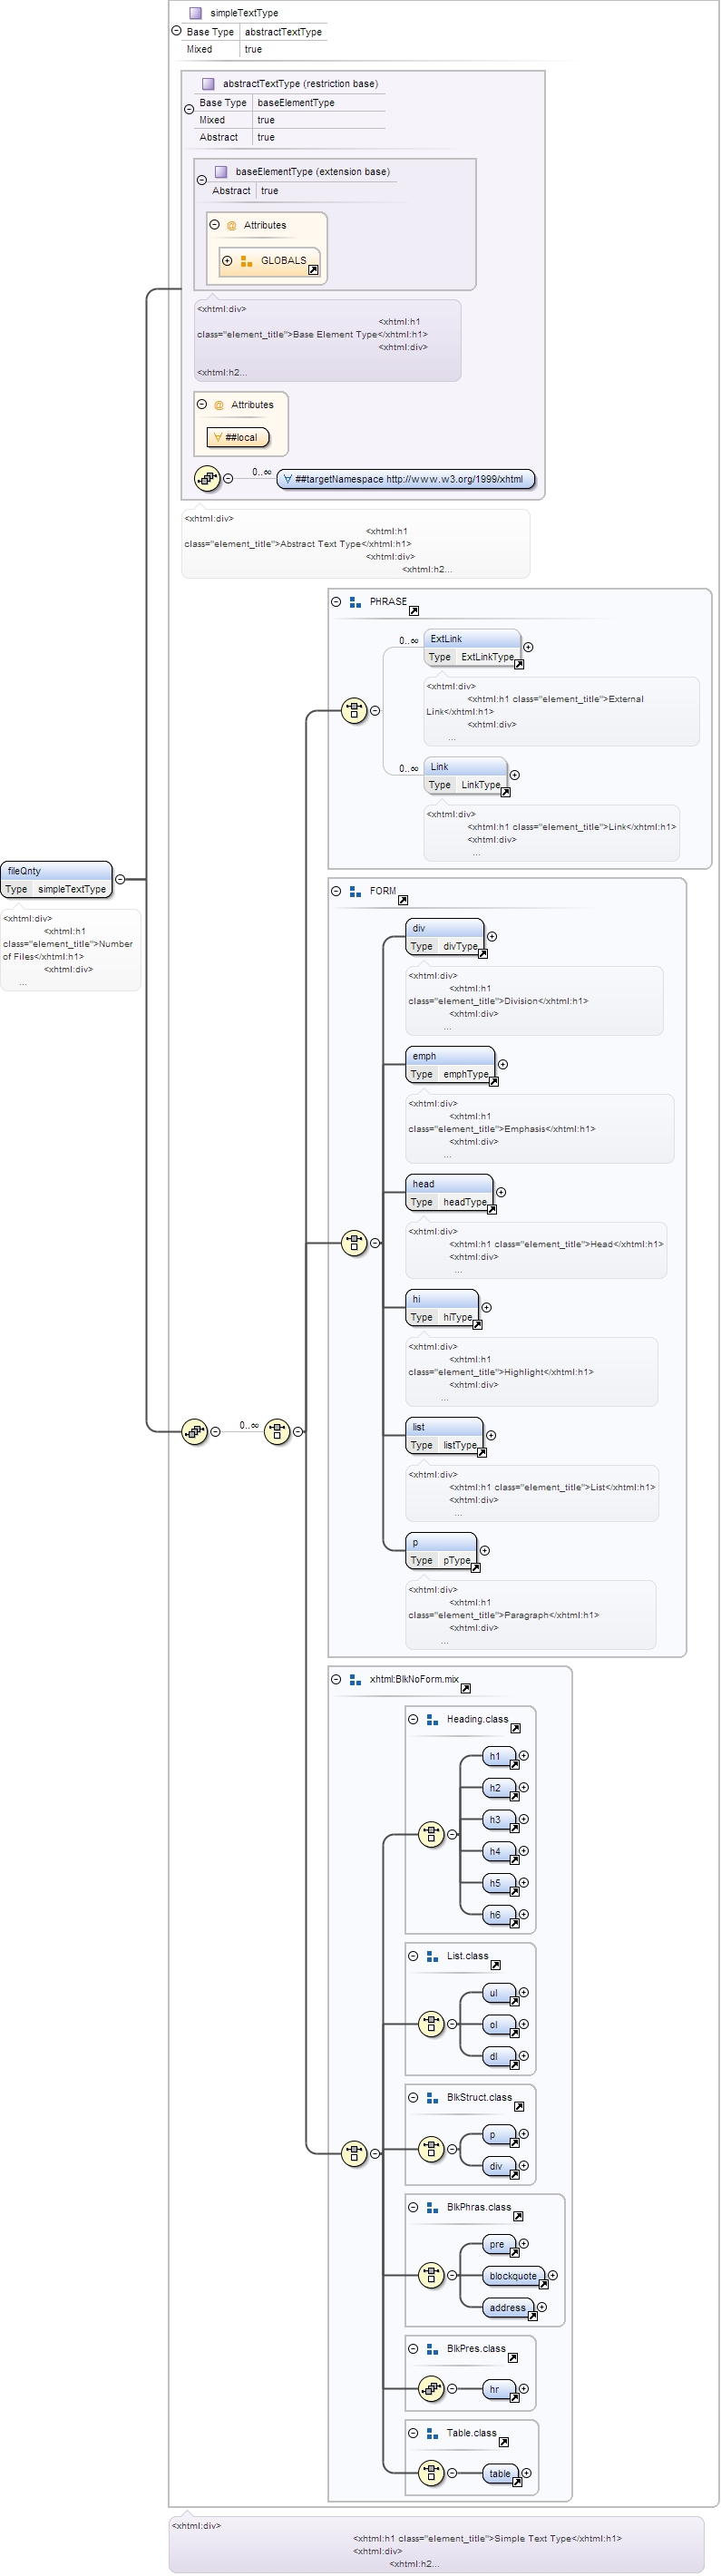 simpleTextType
Base Type abstractTextType
Mixed true
abstractTextType (restriction base)
Base Type baseElementType
Mixed true
Abstract true
baseElementType (extension base)
Abstract true
@ Attributes
GLOBALS
<xhtml:div>
<xhtml:h1
class="element_title">Base Element Type</xhtml:h1>
<xhtml:div>
<xhtml:h2...
@ Attributes
∀ ##local
0..∞ ∀ ##targetNamespace http://www.w3.org/1999/xhtml
<xhtml:div>
<xhtml:h1
class="element_title">Abstract Text Type</xhtml:h1>
<xhtml:div>
<xhtml:h2...
PHRASE
0..∞ ExtLink
Type ExtLinkType
<xhtml:div>
<xhtml:h1 class="element_title">External
Link</xhtml:h1>
<xhtml:div>
...
0..∞ Link
Type LinkType
<xhtml:div>
<xhtml:h1 class="element_title">Link</xhtml:h1>
<xhtml:div>
...
fileQnty
Type simpleTextType
<xhtml:div>
<xhtml:h1
class="element_title">Number
of Files</xhtml:h1>
<xhtml:div>
...
FORM
div
Type divType
<xhtml:div>
<xhtml:h1
class="element_title">Division</xhtml:h1>
<xhtml:div>
...
emph
Type emphType
<xhtml:div>
<xhtml:h1
class="element_title">Emphasis</xhtml:h1>
<xhtml:div>
...
head
Type headType
<xhtml:div>
<xhtml:h1 class="element_title">Head</xhtml:h1>
<xhtml:div>
...
hi
Type hiType
<xhtml:div>
<xhtml:h1
class="element_title">Highlight</xhtml:h1>
<xhtml:div>
...
0..∞
list
Type listType
<xhtml:div>
<xhtml:h1 class="element_title">List</xhtml:h1>
<xhtml:div>
...
p
Type pType
<xhtml:div>
<xhtml:h1
class="element_title">Paragraph</xhtml:h1>
<xhtml:div>
...
xhtml:BlkNoForm.mix
Heading.class
h1
h2
h3
h4
h5
h6
List.class
ul
ol
dl
BlkStruct.class
p
div
BlkPhras.class
pre
blockquote
address
BlkPres.class
hr
Table.class
table
<xhtml:div>
<xhtml:h1 class="element_title">Simple Text Type</xhtml:h1>
<xhtml:div>
<xhtml:h2...